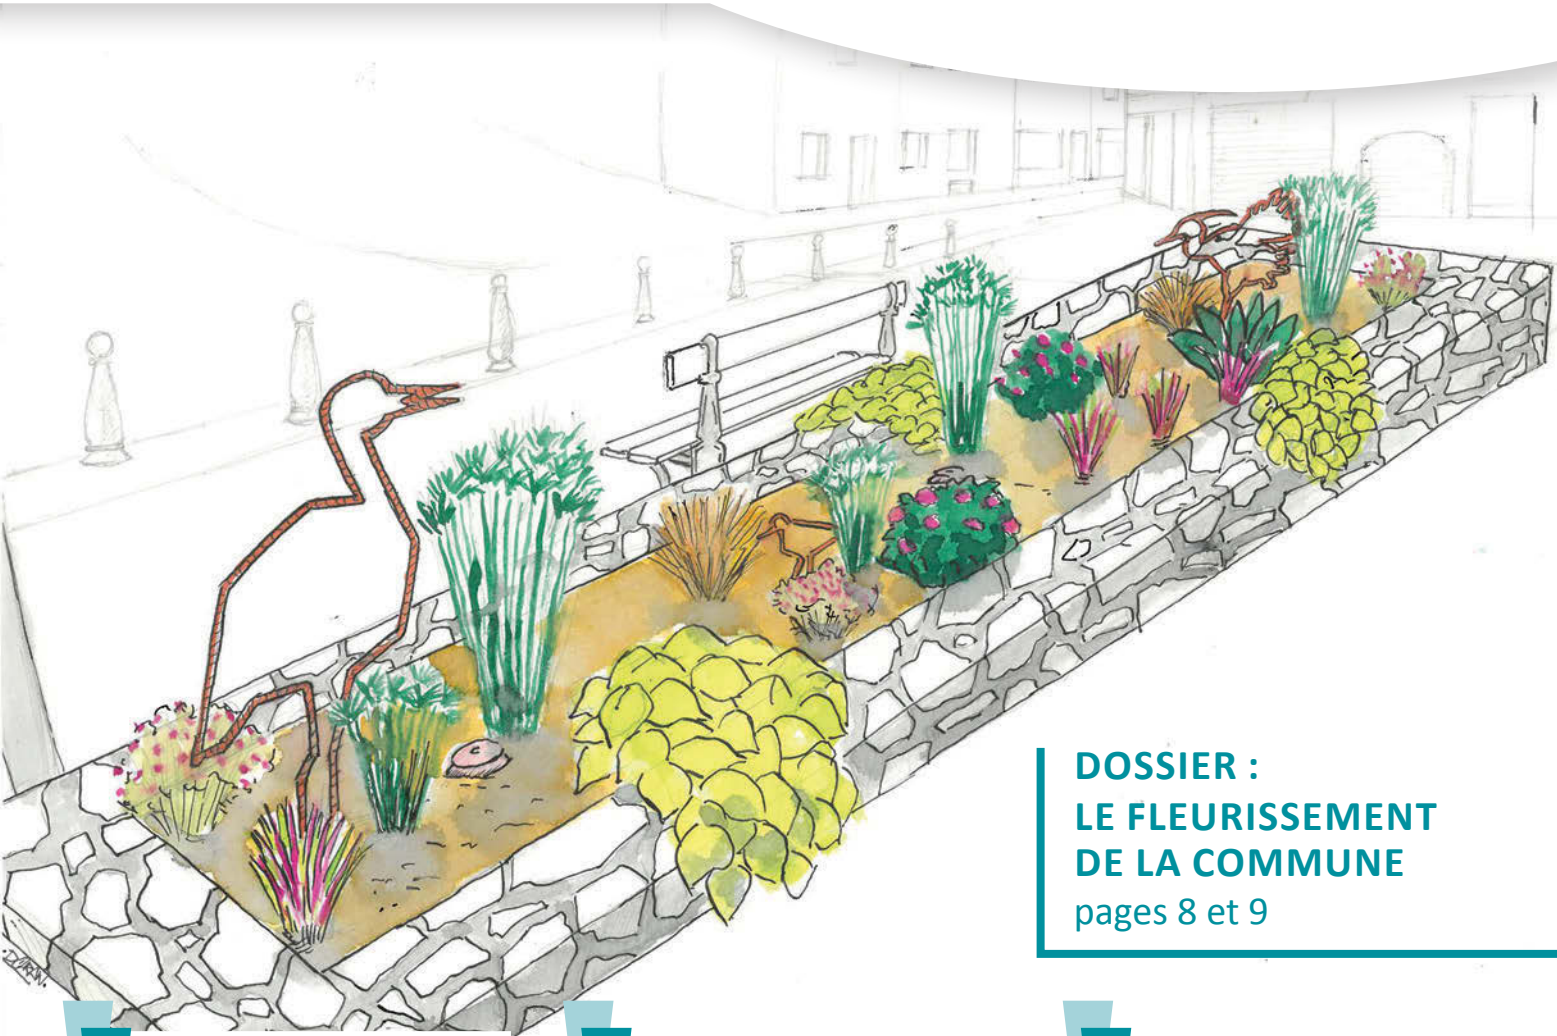 DOSSIER :
LE FLEURISSEMENT
DE LA COMMUNE
pages 8 et 9